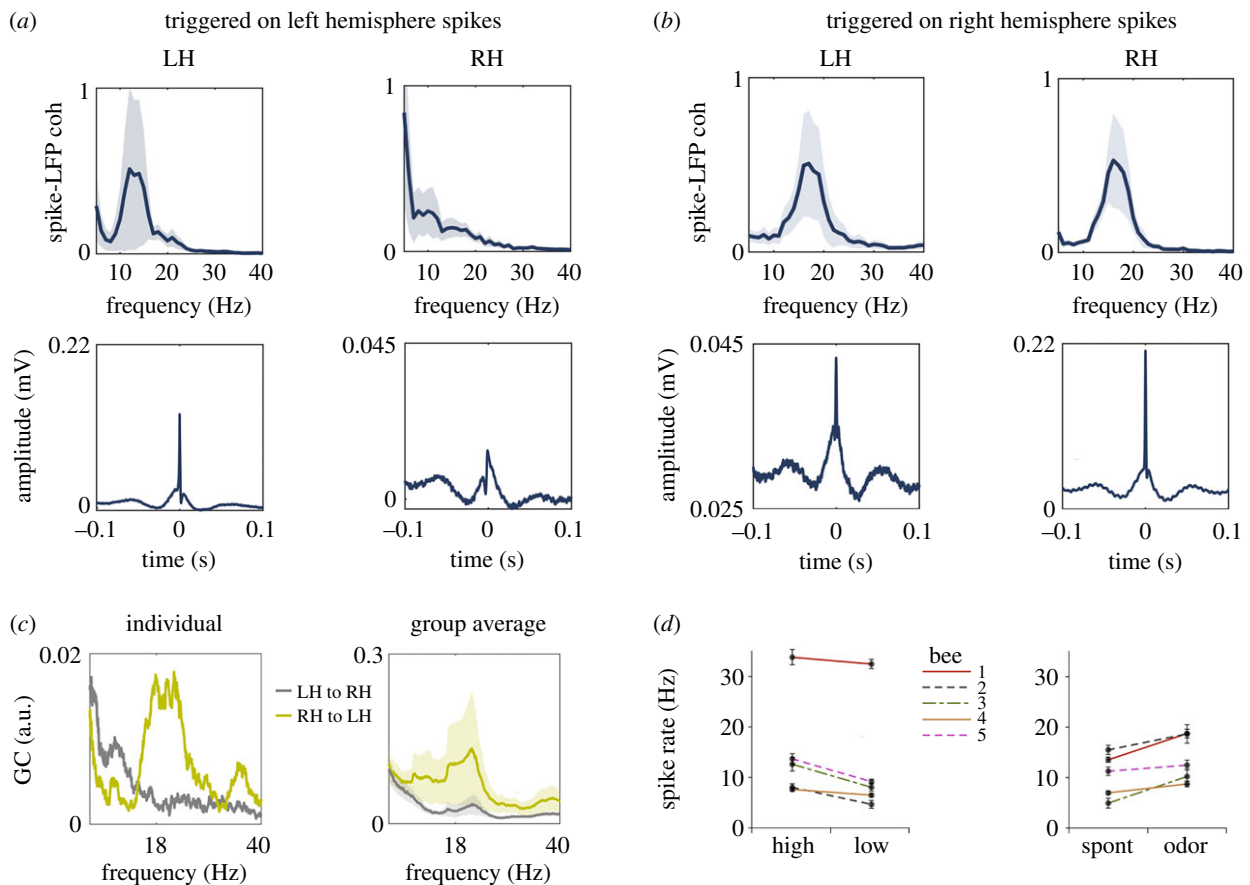 (a) triggered on left hemisphere spikes
LH RH
1 1
spike-LFP coh
0 0
10 20 30 40 10 20 30 40
frequency (Hz) frequency (Hz)
0.22 0.045
amplitude (mV)
0 0
–0.1 0 0.1 –0.1 0 0.1
time (s) time (s)
(b) triggered on right hemisphere spikes
LH RH
1 1
spike-LFP coh
0 0
10 20 30 40 10 20 30 40
frequency (Hz) frequency (Hz)
0.045 0.22
amplitude (mV)
0.025 0
–0.1 0 0.1 –0.1 0 0.1
time (s) time (s)
(c) individual group average
0.02 0.3
LH to RH
RH to LH
GC (a.u.)
0 0
18 40 18 40
frequency (Hz) frequency (Hz)
(d)
bee
1
2
3
4
5
spike rate (Hz)
30 30
20 20
10 10
0 0
high low spont odor